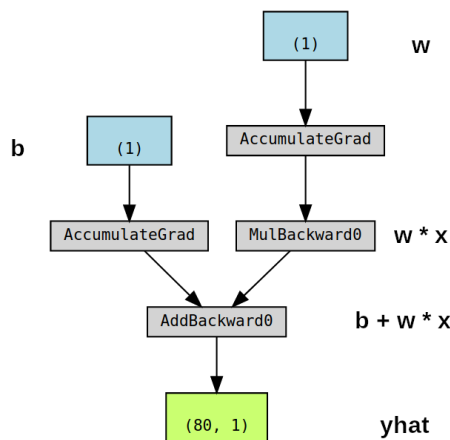 (1)
w
AccumulateGrad
b
(1)
AccumulateGrad
MulBackward0
w * x
AddBackward0
b + w * x
(80, 1)
yhat